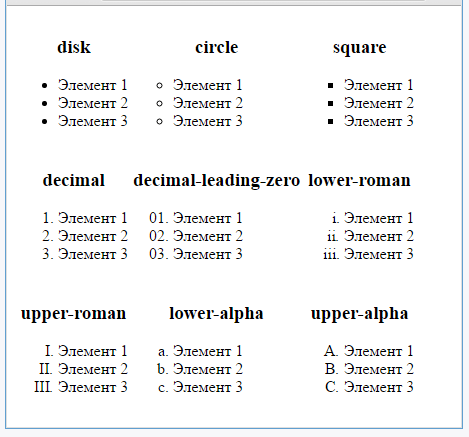 disk circle square
• Элемент 1 ◦ Элемент 1 ▪ Элемент 1
• Элемент 2 ◦ Элемент 2 ▪ Элемент 2
• Элемент 3 ◦ Элемент 3 ▪ Элемент 3
decimal decimal-leading-zero lower-roman
1. Элемент 1 01. Элемент 1 i. Элемент 1
2. Элемент 2 02. Элемент 2 ii. Элемент 2
3. Элемент 3 03. Элемент 3 iii. Элемент 3
upper-roman lower-alpha upper-alpha
I. Элемент 1 a. Элемент 1 A. Элемент 1
II. Элемент 2 b. Элемент 2 B. Элемент 2
III. Элемент 3 c. Элемент 3 C. Элемент 3